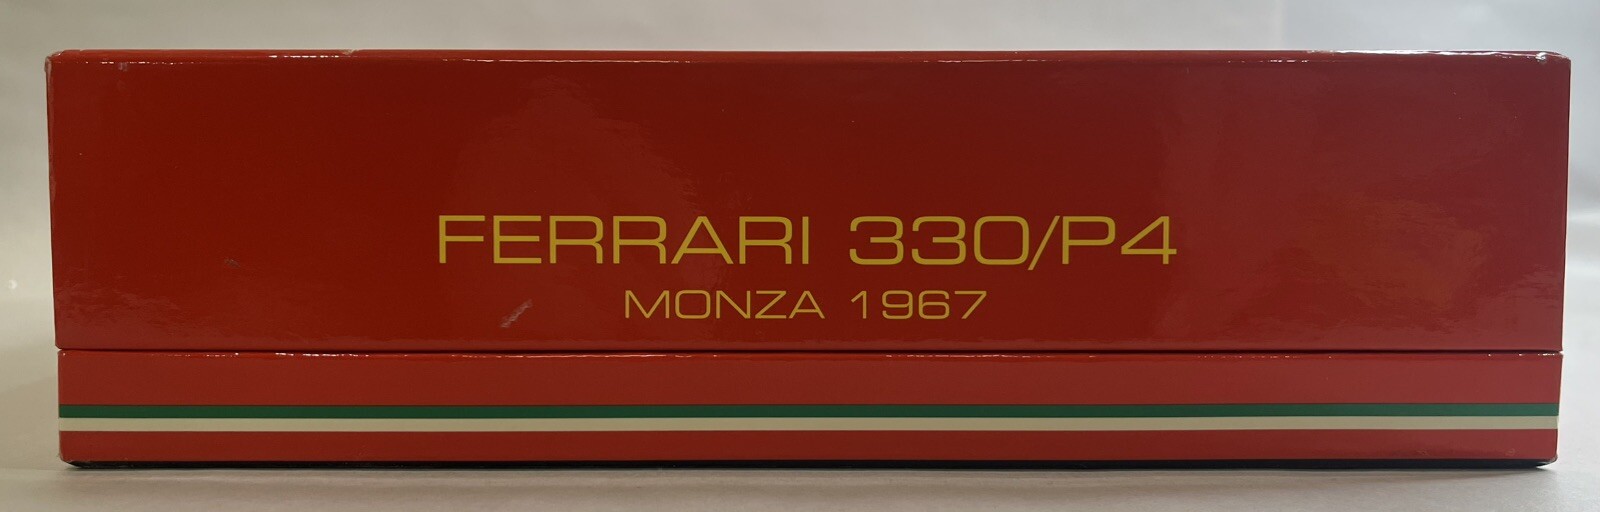 FERRARI 330/P4
MONZA 1967